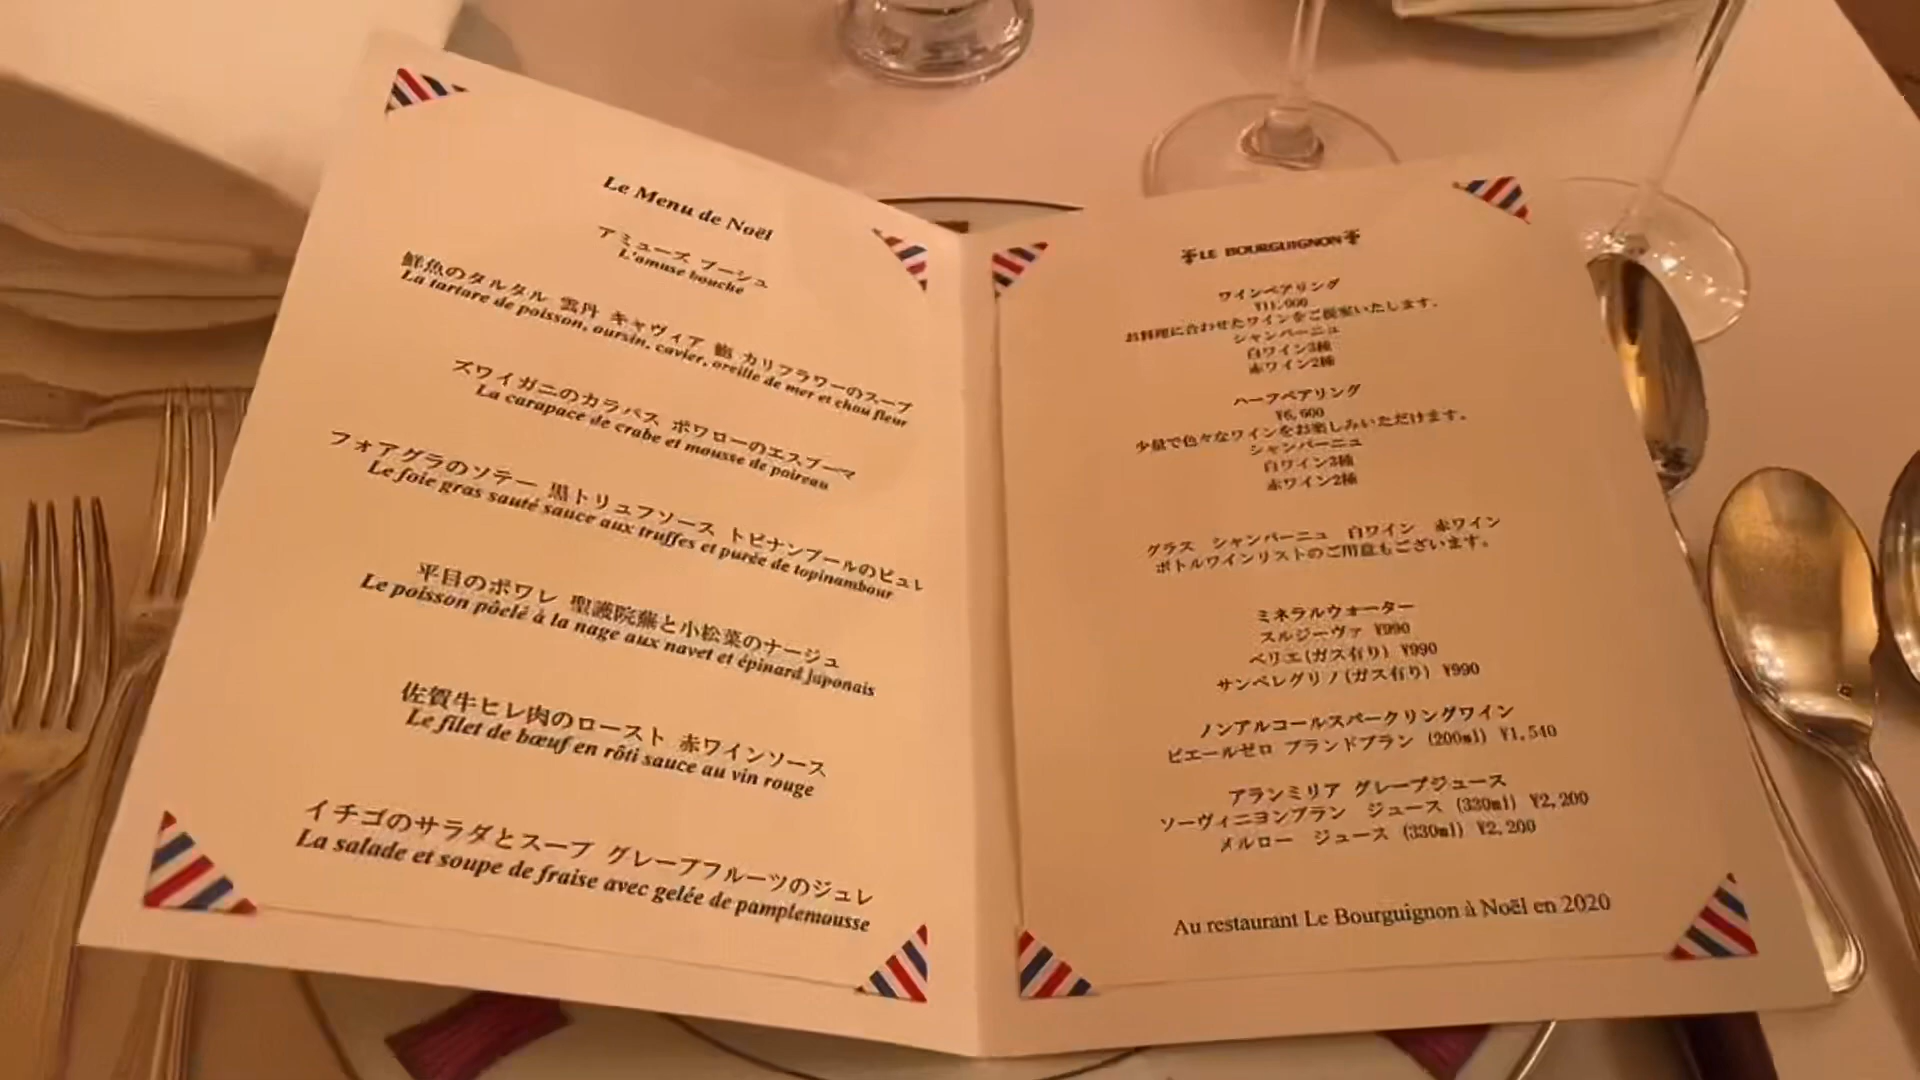 Le Menu de Noël
アミューズ ブーシュ
L'amuse bouche
鮮魚のタルタル 雲丹 キャヴィア 鮑 カリフラワーのスープ
La tartare de poisson, oursin, cavier, oreille de mer et chou fleur
ズワイガニのカラパス ポワローのエスプーマ
La carapace de crabe et mousse de poireau
フォアグラのソテー 黒トリュフソース トピナンブールのピュレ
Le foie gras sauté sauce aux truffes et purée de topinambour
平目のポワレ 聖護院蕪と小松菜のナージュ
Le poisson pôelé à la nage aux navet et épinard japonais
佐賀牛ヒレ肉のロースト 赤ワインソース
Le filet de bœuf en rôti sauce au vin rouge
イチゴのサラダとスープ グレープフルーツのジュレ
La salade et soupe de fraise avec gelée de pamplemousse
LE BOURGUIGNON
ワインペアリング
¥11,000
お料理に合わせたワインをご提案いたします。
シャンパーニュ
白ワイン3種
赤ワイン2種
ハーフペアリング
¥6,600
少量で色々なワインをお楽しみいただけます。
シャンパーニュ
白ワイン3種
赤ワイン2種
グラス シャンパーニュ 白ワイン 赤ワイン
ボトルワインリストのご用意もございます。
ミネラルウォーター
スルジーヴァ ¥990
ペリエ(ガス有り) ¥990
サンペレグリノ(ガス有り) ¥990
ノンアルコールスパークリングワイン
ピエールゼロ ブランドブラン (200ml) ¥1,540
アランミリア グレープジュース
ソーヴィニヨンブラン ジュース (330ml) ¥2,200
メルロー ジュース (330ml) ¥2,200
Au restaurant Le Bourguignon à Noël en 2020